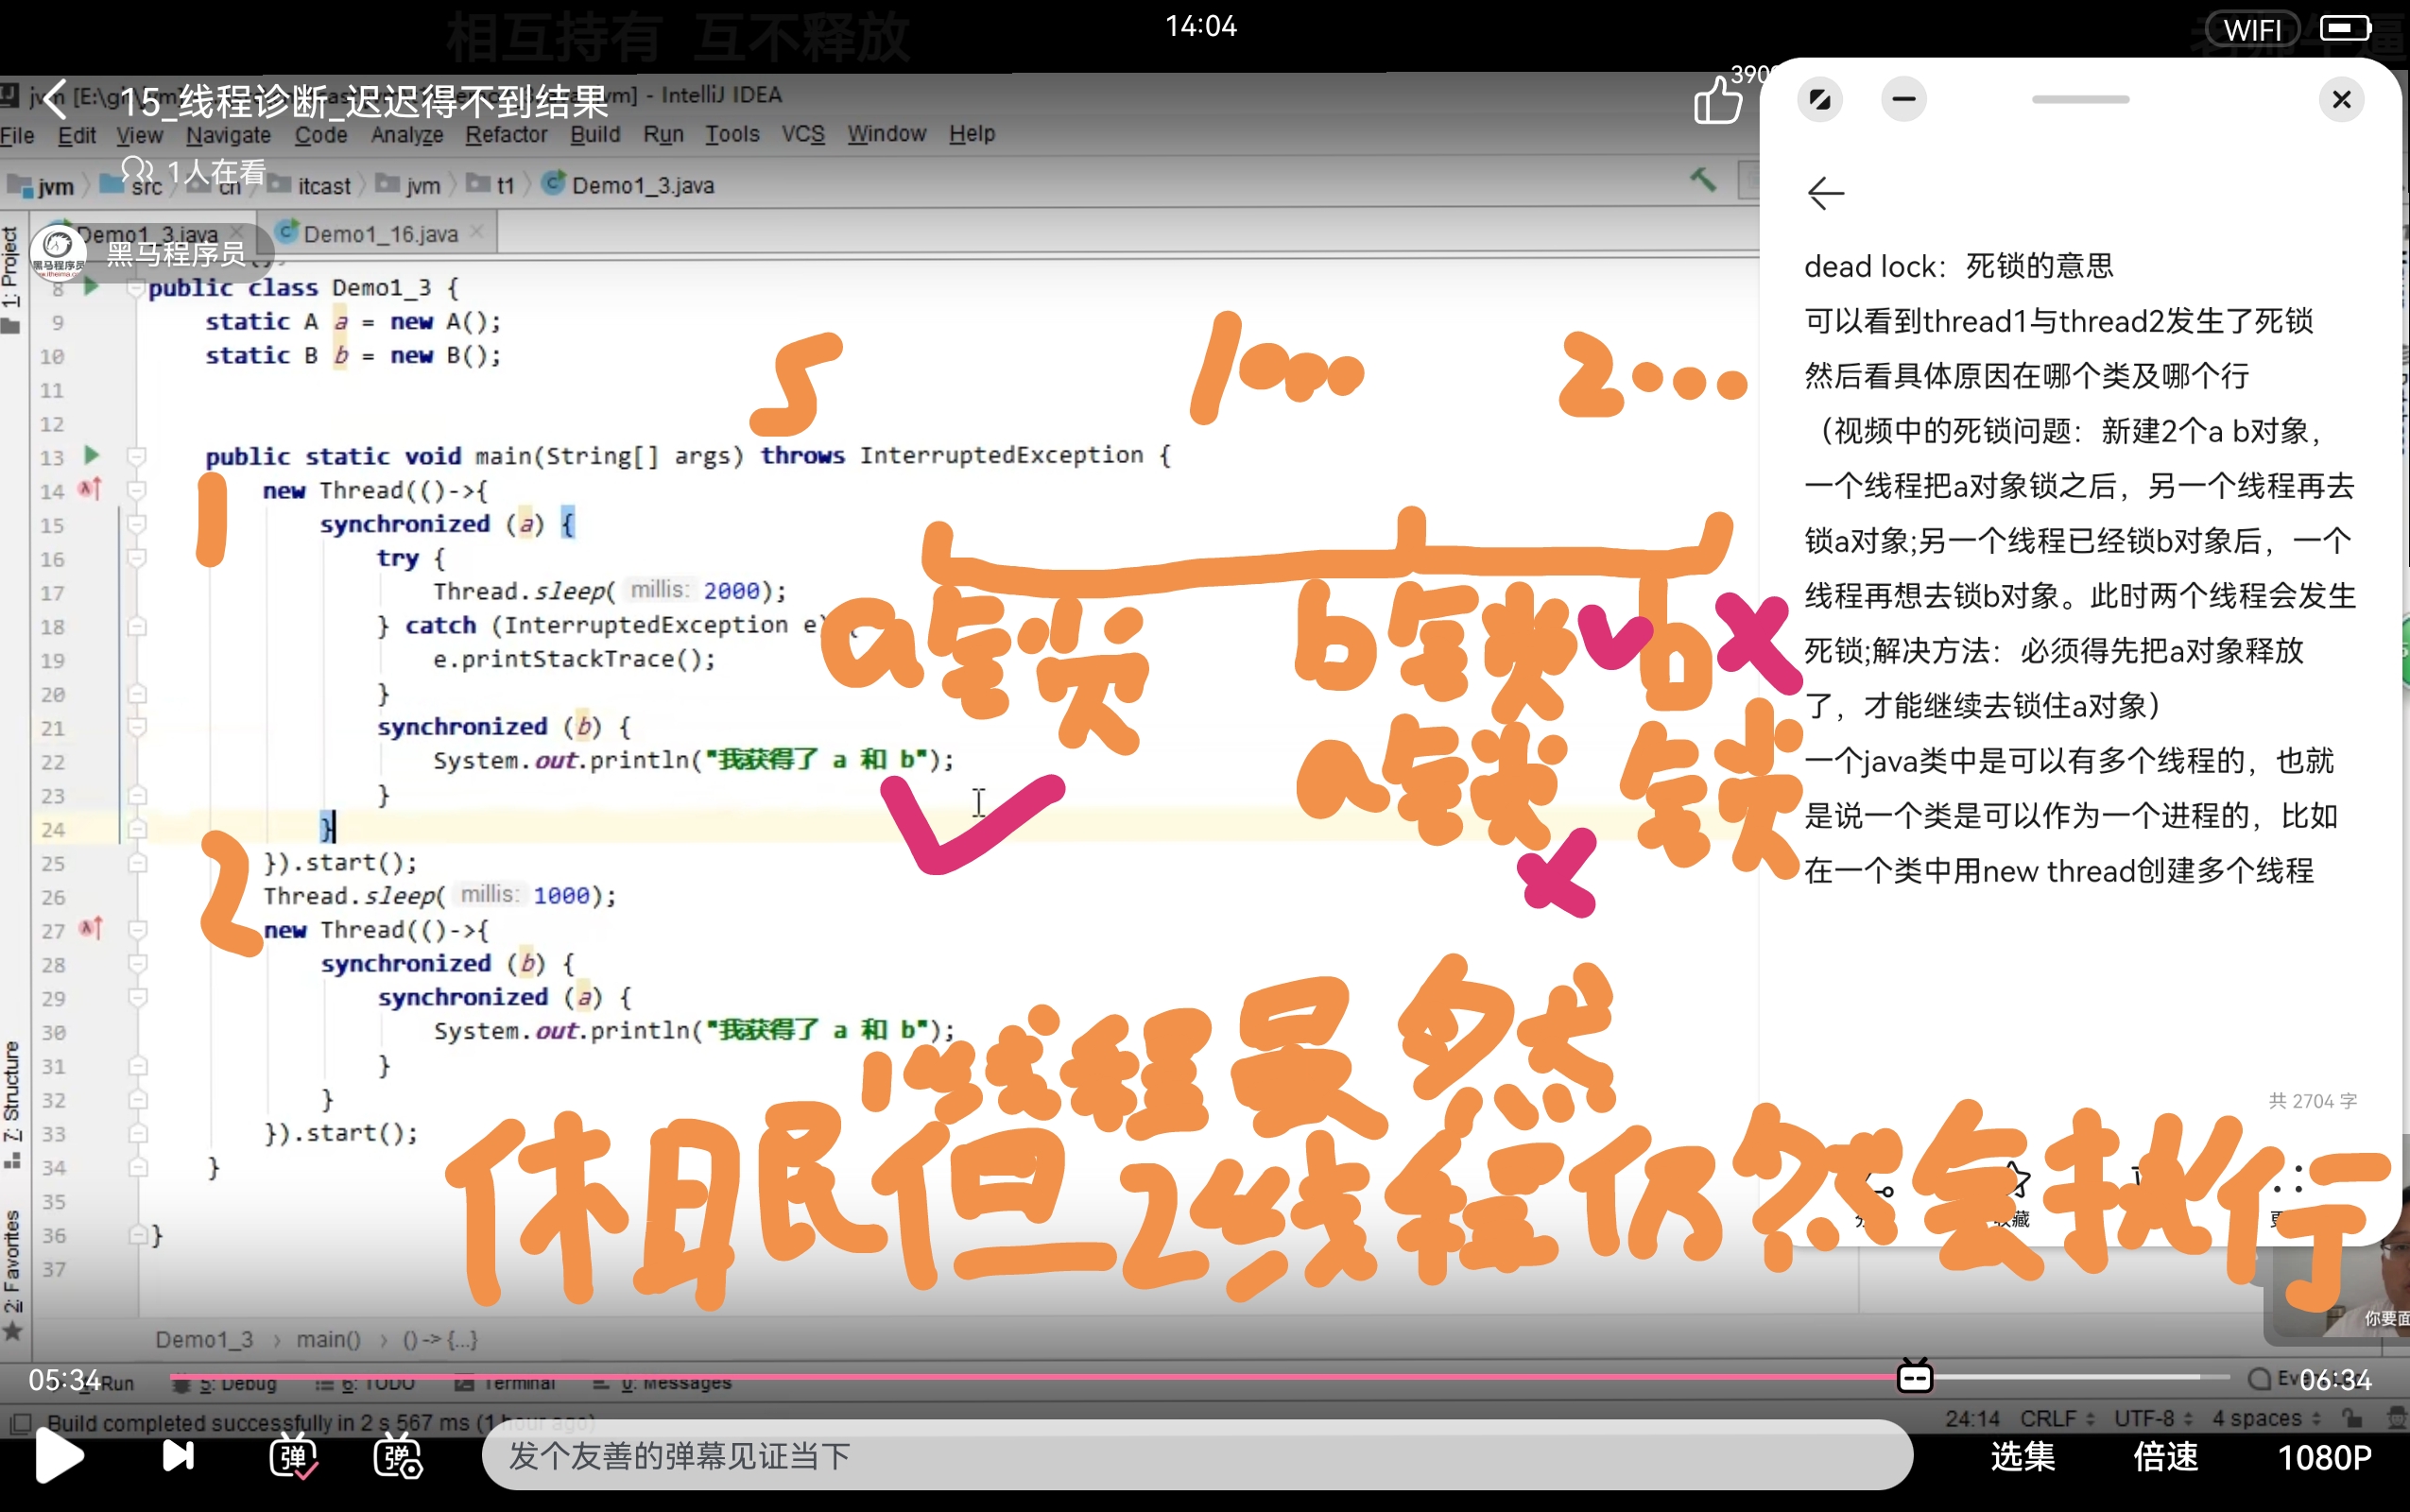 相互持有 互不释放
14:04
WIFI
jvm [E:\git\jvm] - IntelliJ IDEA
15_线程诊断_迟迟得不到结果
File Edit View Navigate Code Analyze Refactor Build Run Tools VCS Window Help
1人在看
jvm src cn itcast jvm t1 Demo1_3.java
Demo1_3.java Demo1_16.java
黑马程序员
1: Project
8 public class Demo1_3 {
9 static A a = new A();
10 static B b = new B();
11
12
13 public static void main(String[] args) throws InterruptedException {
14 new Thread(()->{
15 synchronized (a) {
16 try {
17 Thread.sleep( millis: 2000);
18 } catch (InterruptedException e) {
19 e.printStackTrace();
20 }
21 synchronized (b) {
22 System.out.println("我获得了 a 和 b");
23 }
24 }
25 }).start();
26 Thread.sleep( millis: 1000);
27 new Thread(()->{
28 synchronized (b) {
29 synchronized (a) {
30 System.out.println("我获得了 a 和 b");
31 }
32 }
33 }).start();
34 }
35
36 }
37
7: Structure
2: Favorites
s 1... 2...
1
2
a锁 b锁 b
a锁 锁
1线程虽然
休眠但2线程仍然会执行
dead lock：死锁的意思
可以看到thread1与thread2发生了死锁
然后看具体原因在哪个类及哪个行
（视频中的死锁问题：新建2个a b对象，
一个线程把a对象锁之后，另一个线程再去
锁a对象;另一个线程已经锁b对象后，一个
线程再想去锁b对象。此时两个线程会发生
死锁;解决方法：必须得先把a对象释放
了，才能继续去锁住a对象）
一个java类中是可以有多个线程的，也就
是说一个类是可以作为一个进程的，比如
在一个类中用new thread创建多个线程
共 2704 字
收藏
你要面
Demo1_3 › main() › () -> {...}
05:34 06:34
Run 5: Debug 6: TODO Terminal 0: Messages
Build completed successfully in 2 s 567 ms (1 hour ago)
24:14 CRLF UTF-8 4 spaces
弹 弹 发个友善的弹幕见证当下 选集 倍速 1080P